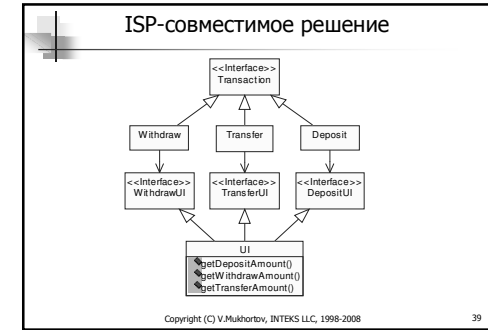 ISP-совместимое решение
<<Interface>>
Transaction
Withdraw
Transfer
Deposit
<<Interface>>
WithdrawUI
<<Interface>>
TransferUI
<<Interface>>
DepositUI
UI
getDepositAmount()
getWithdrawAmount()
getTransferAmount()
Copyright (C) V.Mukhortov, INTEKS LLC, 1998-2008
39